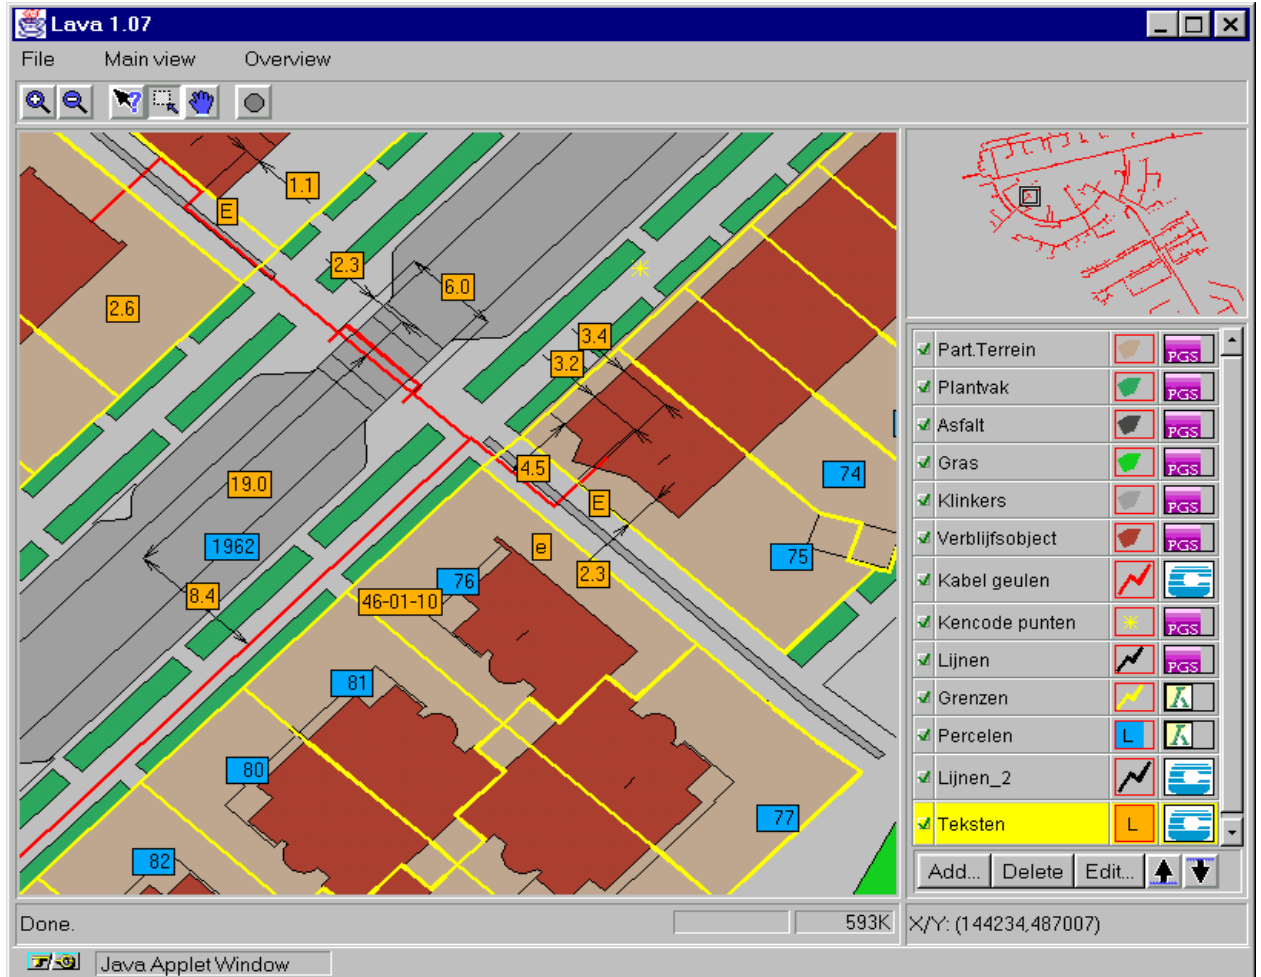 Lava 1.07
File Main view Overview
1.1
E
2.3
6.0
2.6
3.4
3.2
19.0
4.5
74
E
1962
e
75
76
2.3
8.4
46-01-10
81
80
77
82
Part.Terrein PGS
Plantvak PGS
Asfalt PGS
Gras PGS
Klinkers PGS
Verblijfsobject PGS
Kabel geulen
Kencode punten PGS
Lijnen PGS
Grenzen
Percelen L
Lijnen_2
Teksten L
Add... Delete Edit...
Done. 593K X/Y: (144234,487007)
Java Applet Window